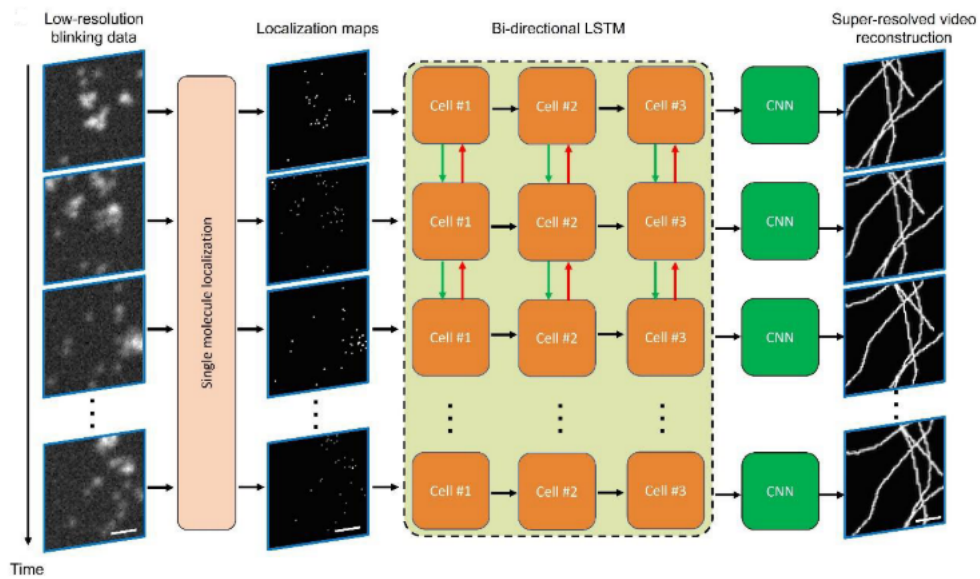 Low-resolution
blinking data
Localization maps
Bi-directional LSTM
Super-resolved video
reconstruction
Single molecule localization
Cell #1
Cell #2
Cell #3
CNN
Cell #1
Cell #2
Cell #3
CNN
Cell #1
Cell #2
Cell #3
CNN
Cell #1
Cell #2
Cell #3
CNN
Time